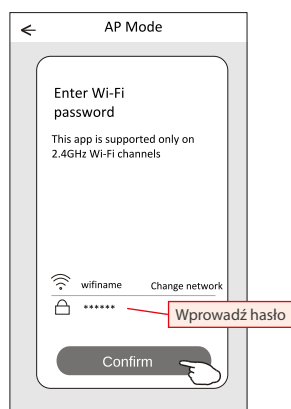 AP Mode
Enter Wi-Fi
password
This app is supported only on
2.4GHz Wi-Fi channels
wifiname Change network
******
Wprowadź hasło
Confirm